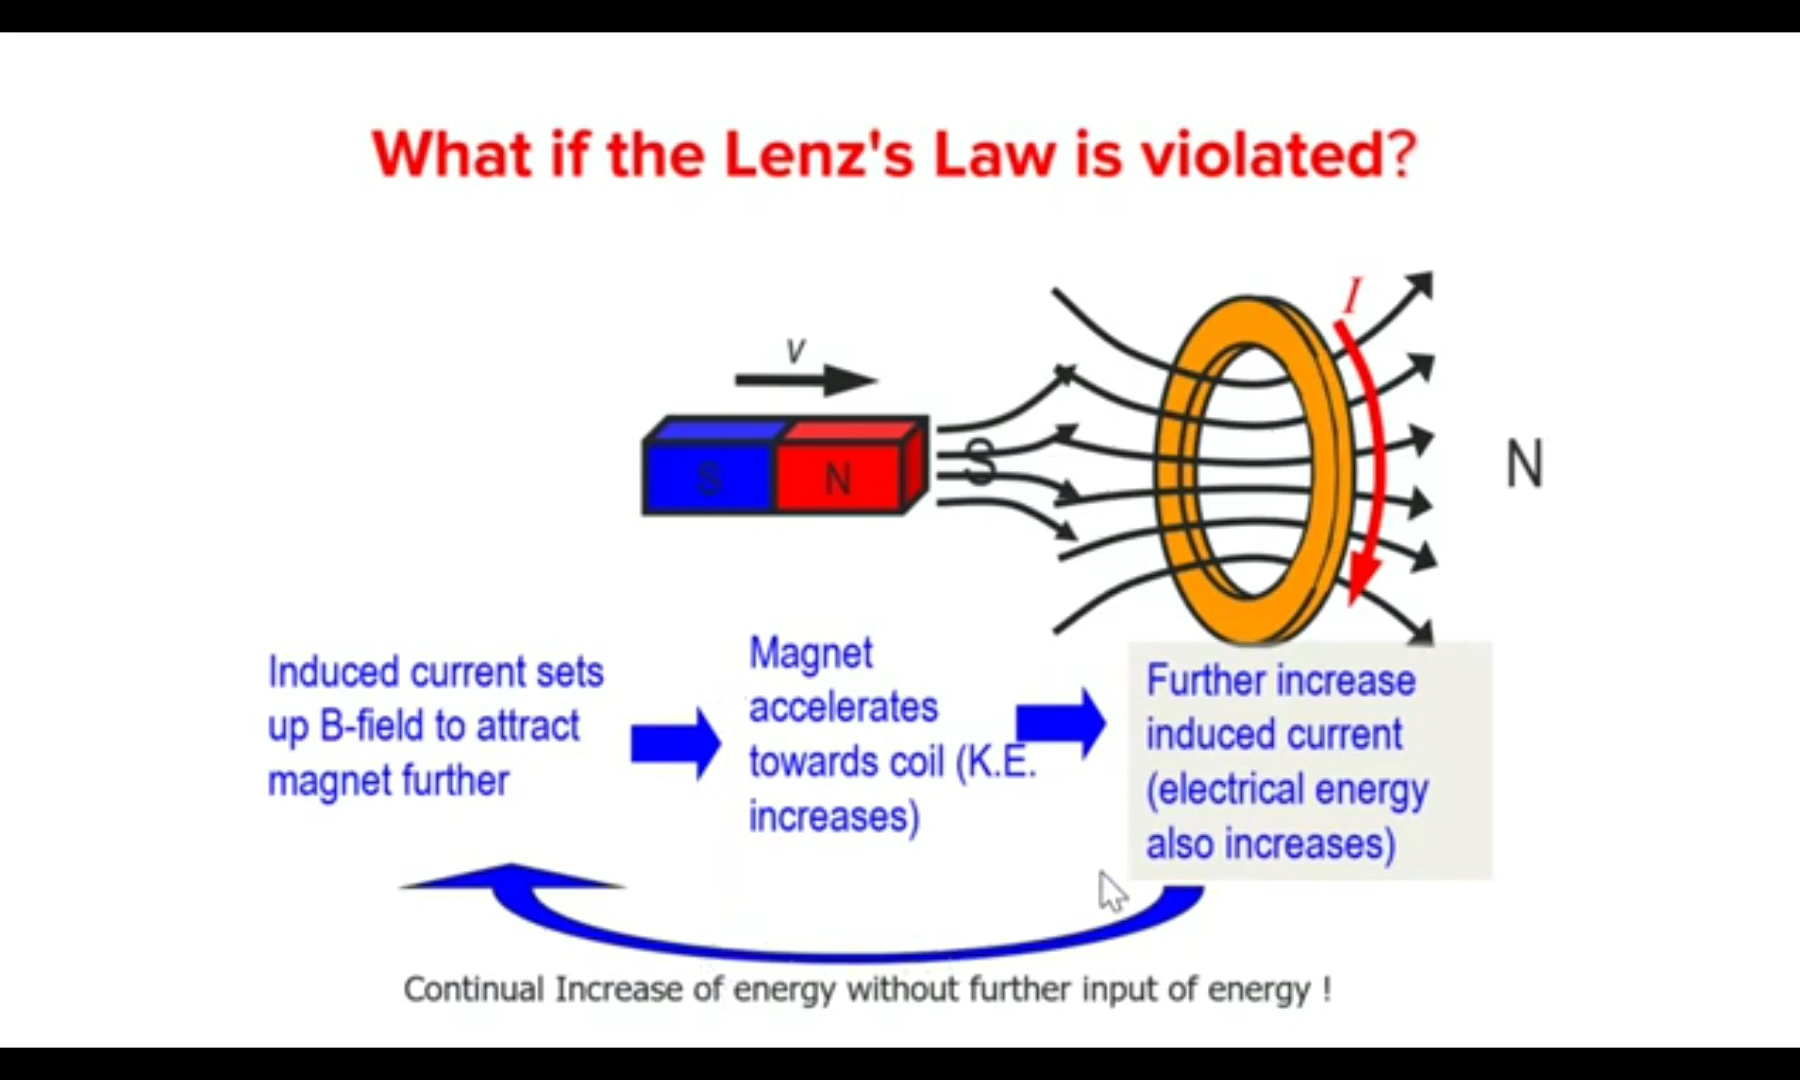 What if the Lenz's Law is violated?
I
v
S
N
S
N
Induced current sets
up B-field to attract
magnet further
Magnet
accelerates
towards coil (K.E.
increases)
Further increase
induced current
(electrical energy
also increases)
Continual Increase of energy without further input of energy !